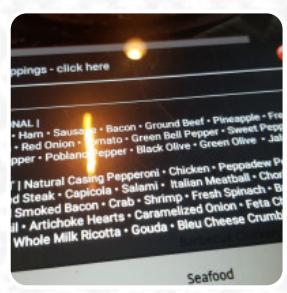 ppings - click here
NAL |
• Ham • Sausage • Bacon • Ground Beef • Pineapple • Fre
• Red Onion • Tomato • Green Bell Pepper • Sweet Pepp
pper • Poblano Pepper • Black Olive • Green Olive • Jal
| Natural Casing Pepperoni • Chicken • Peppadew P
d Steak • Capicola • Salami • Italian Meatball • Chor
Smoked Bacon • Crab • Shrimp • Fresh Spinach • B
il • Artichoke Hearts • Caramelized Onion • Feta C
Whole Milk Ricotta • Gouda • Bleu Cheese Crumb
Seafood